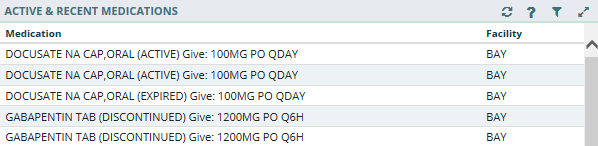 ACTIVE & RECENT MEDICATIONS
Medication Facility
DOCUSATE NA CAP,ORAL (ACTIVE) Give: 100MG PO QDAY BAY
DOCUSATE NA CAP,ORAL (ACTIVE) Give: 100MG PO QDAY BAY
DOCUSATE NA CAP,ORAL (EXPIRED) Give: 100MG PO QDAY BAY
GABAPENTIN TAB (DISCONTINUED) Give: 1200MG PO Q6H BAY
GABAPENTIN TAB (DISCONTINUED) Give: 1200MG PO Q6H BAY